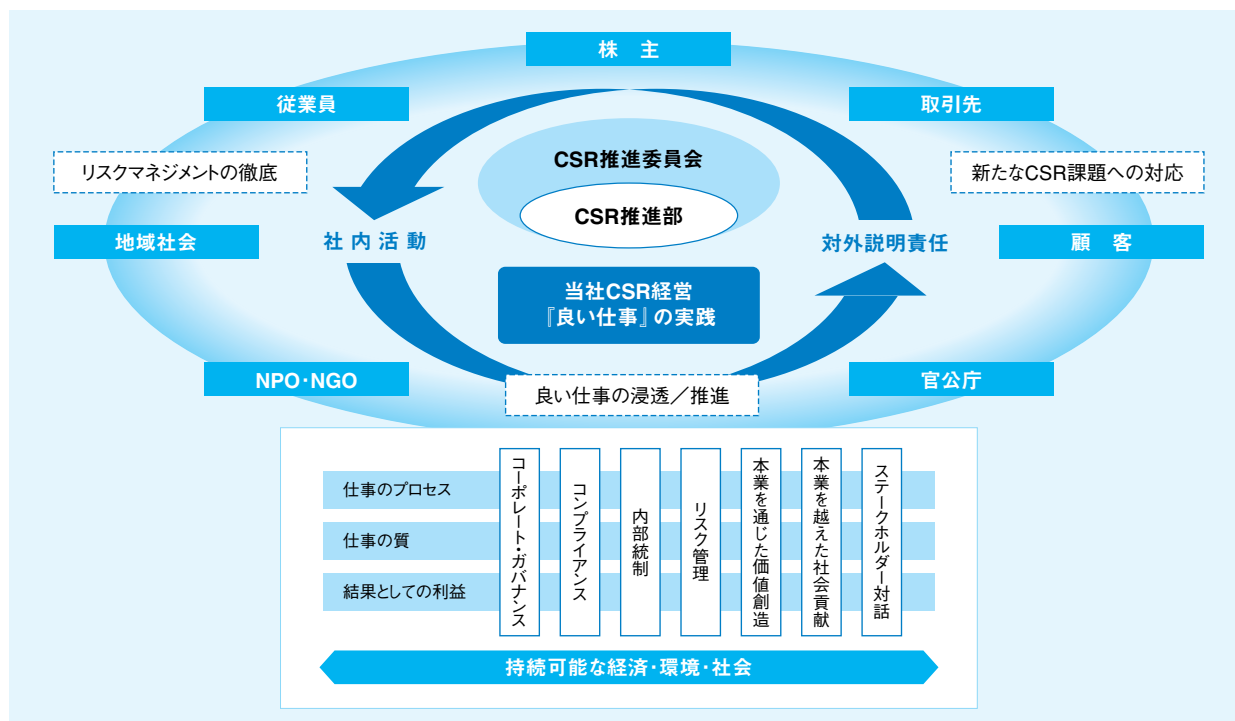 株　主
従業員
取引先
CSR推進委員会
リスクマネジメントの徹底
新たなCSR課題への対応
CSR推進部
地域社会
社内活動
対外説明責任
顧　客
当社CSR経営
『良い仕事』の実践
NPO・NGO
良い仕事の浸透／推進
官公庁
仕事のプロセス
仕事の質
結果としての利益
コーポレート・ガバナンス
コンプライアンス
内部統制
リスク管理
本業を通じた価値創造
本業を越えた社会貢献
ステークホルダー対話
持続可能な経済・環境・社会